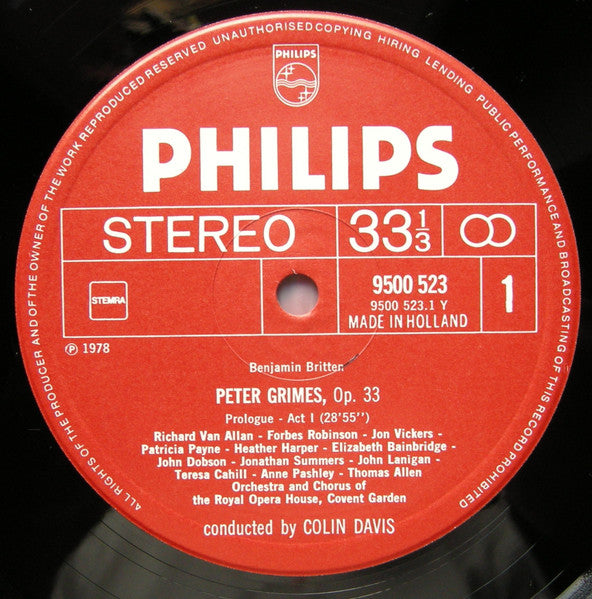 ALL RIGHTS OF THE PRODUCER AND OF THE OWNER OF THE WORK REPRODUCED RESERVED UNAUTHORISED COPYING HIRING LENDING PUBLIC PERFORMANCE AND BROADCASTING OF THIS RECORD PROHIBITED
PHILIPS
PHILIPS
STEREO 33 1/3
STEMRA
9500 523
9500 523.1 Y
MADE IN HOLLAND
1
℗ 1978
Benjamin Britten
PETER GRIMES, Op. 33
Prologue - Act I (28'55'')
Richard Van Allan - Forbes Robinson - Jon Vickers -
Patricia Payne - Heather Harper - Elizabeth Bainbridge -
John Dobson - Jonathan Summers - John Lanigan -
Teresa Cahill - Anne Pashley - Thomas Allen
Orchestra and Chorus of
the Royal Opera House, Covent Garden
conducted by COLIN DAVIS